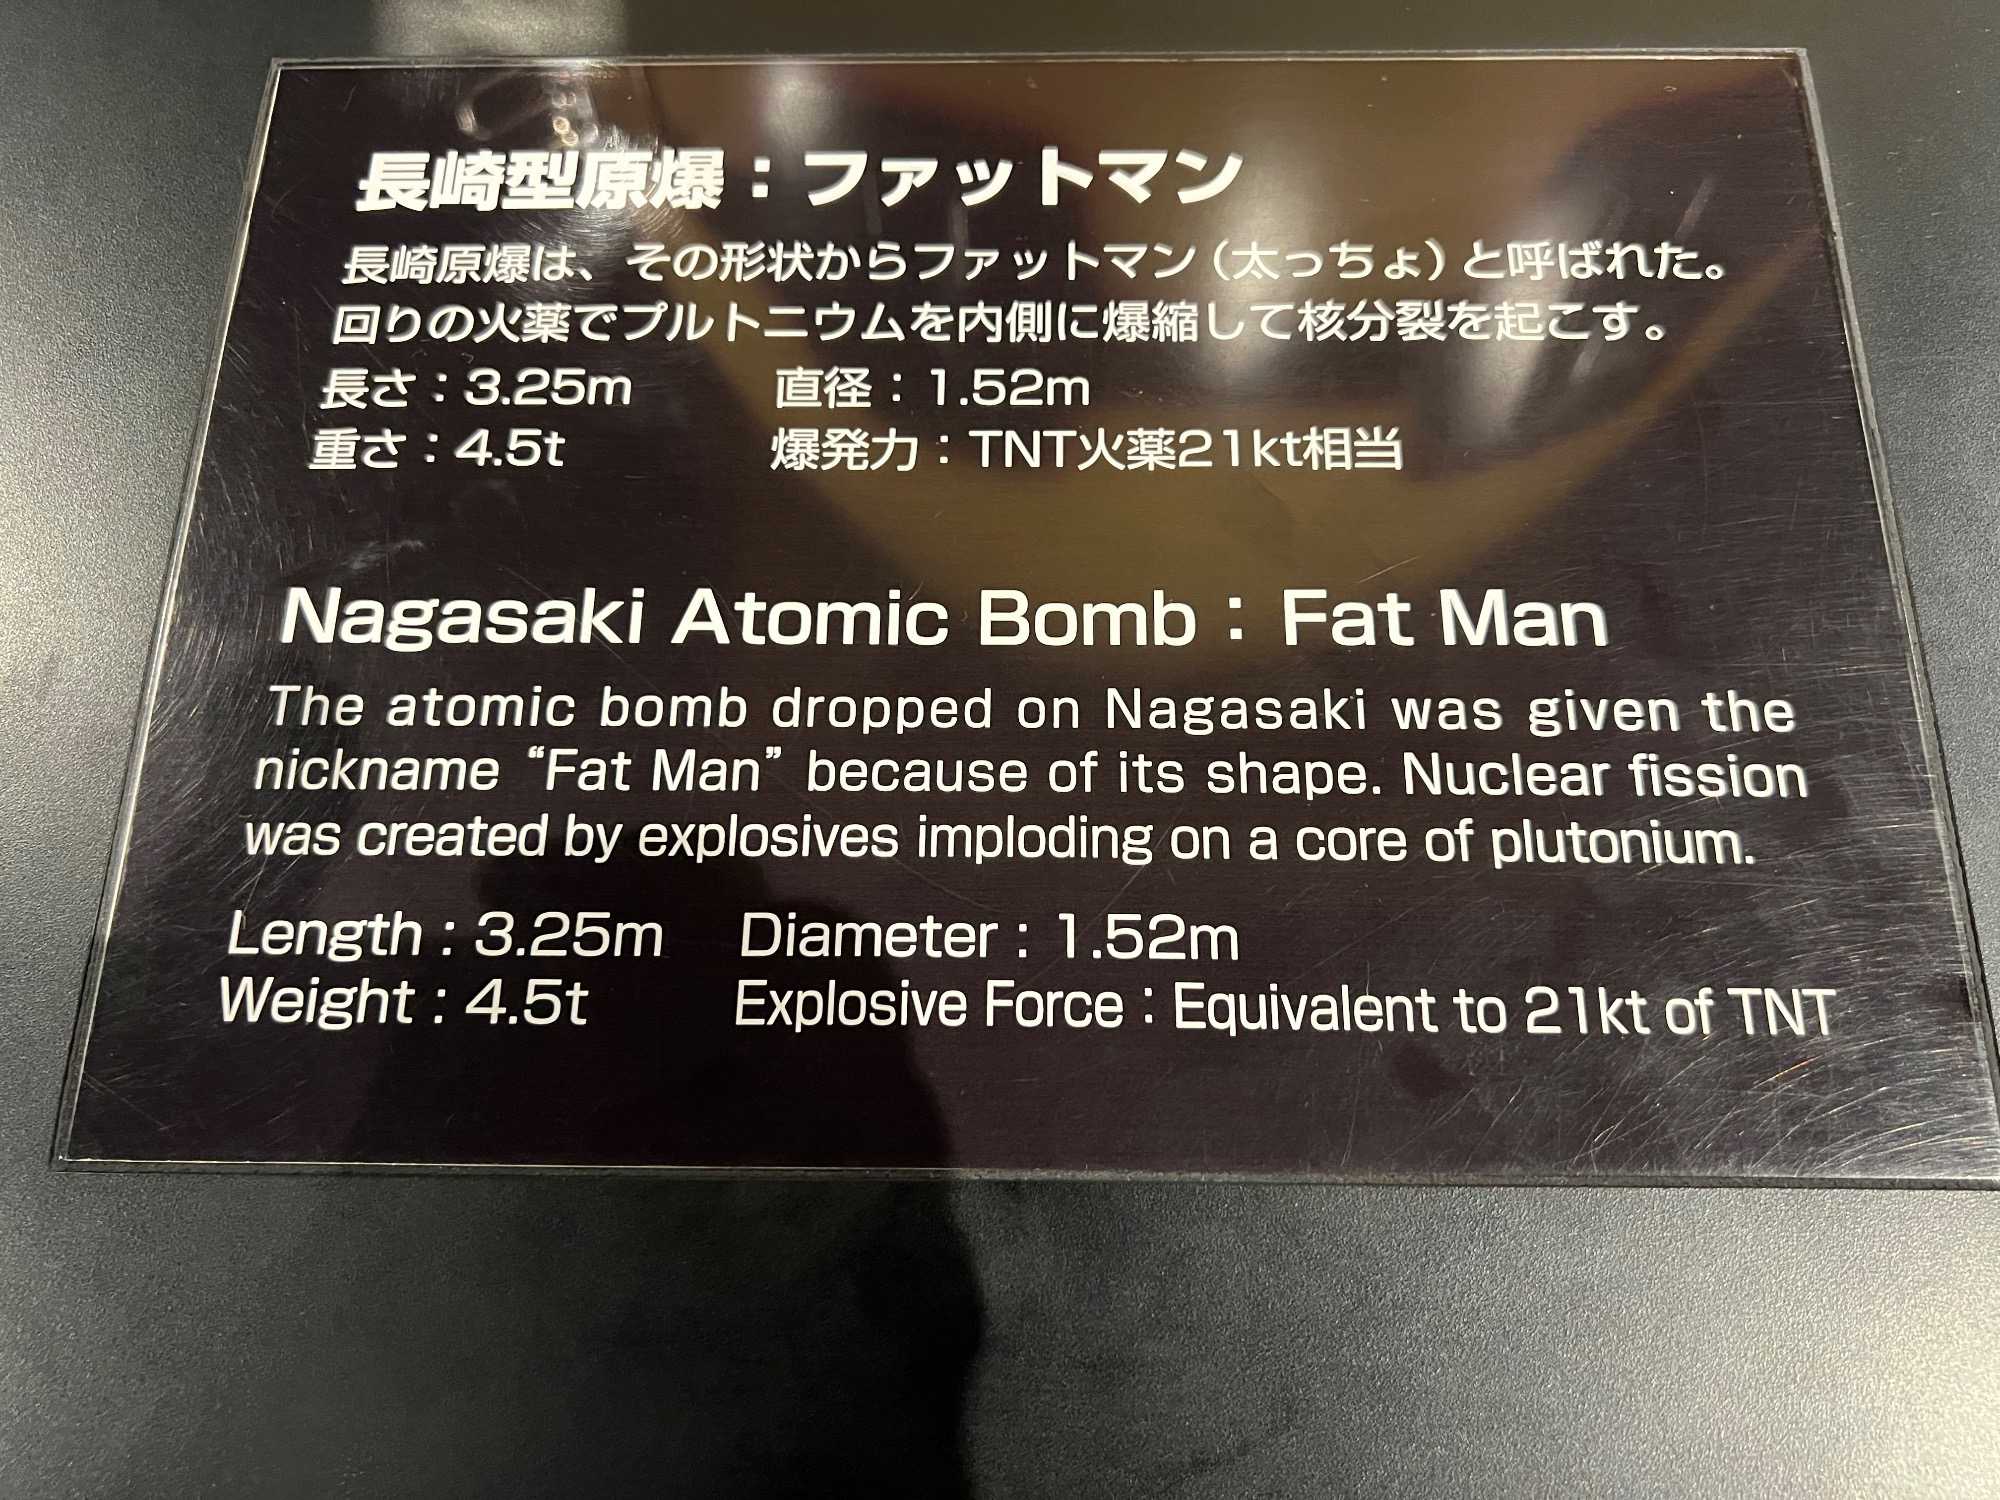 長崎型原爆：ファットマン
長崎原爆は、その形状からファットマン（太っちょ）と呼ばれた。
回りの火薬でプルトニウムを内側に爆縮して核分裂を起こす。
長さ：3.25m 直径：1.52m
重さ：4.5t 爆発力：TNT火薬21kt相当
Nagasaki Atomic Bomb：Fat Man
The atomic bomb dropped on Nagasaki was given the
nickname “Fat Man” because of its shape. Nuclear fission
was created by explosives imploding on a core of plutonium.
Length : 3.25m Diameter : 1.52m
Weight : 4.5t Explosive Force : Equivalent to 21kt of TNT